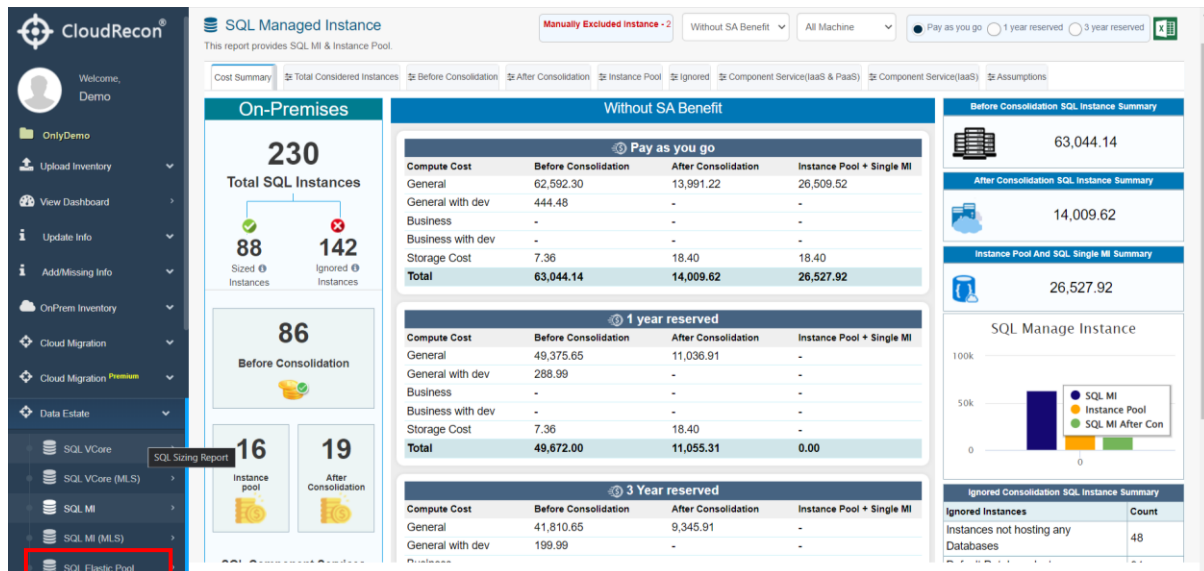 CloudRecon®
Welcome,
Demo
OnlyDemo
Upload Inventory
View Dashboard
Update Info
Add/Missing Info
OnPrem Inventory
Cloud Migration
Cloud Migration Premium
Data Estate
SQL VCore
SQL Sizing Report
SQL VCore (MLS)
SQL MI
SQL MI (MLS)
SQL Elastic Pool
SQL Managed Instance
This report provides SQL MI & Instance Pool.
Manually Excluded Instance - 2
Without SA Benefit
All Machine
Pay as you go 1 year reserved 3 year reserved
Cost Summary Total Considered Instances Before Consolidation After Consolidation Instance Pool Ignored Component Service(IaaS & PaaS) Component Service(IaaS) Assumptions
On-Premises
230
Total SQL Instances
88 142
Sized Ignored
Instances Instances
86
Before Consolidation
16 19
Instance pool After Consolidation
Without SA Benefit
Pay as you go
Compute Cost Before Consolidation After Consolidation Instance Pool + Single MI
General 62,592.30 13,991.22 26,509.52
General with dev 444.48 - -
Business - - -
Business with dev - - -
Storage Cost 7.36 18.40 18.40
Total 63,044.14 14,009.62 26,527.92
1 year reserved
Compute Cost Before Consolidation After Consolidation Instance Pool + Single MI
General 49,375.65 11,036.91 -
General with dev 288.99 - -
Business - - -
Business with dev - - -
Storage Cost 7.36 18.40 -
Total 49,672.00 11,055.31 0.00
3 Year reserved
Compute Cost Before Consolidation After Consolidation Instance Pool + Single MI
General 41,810.65 9,345.91 -
General with dev 199.99 - -
Before Consolidation SQL Instance Summary
63,044.14
After Consolidation SQL Instance Summary
14,009.62
Instance Pool And SQL Single MI Summary
26,527.92
SQL Manage Instance
100k
50k
0
0
SQL MI
Instance Pool
SQL MI After Con
Ignored Consolidation SQL Instance Summary
Ignored Instances Count
Instances not hosting any Databases 48